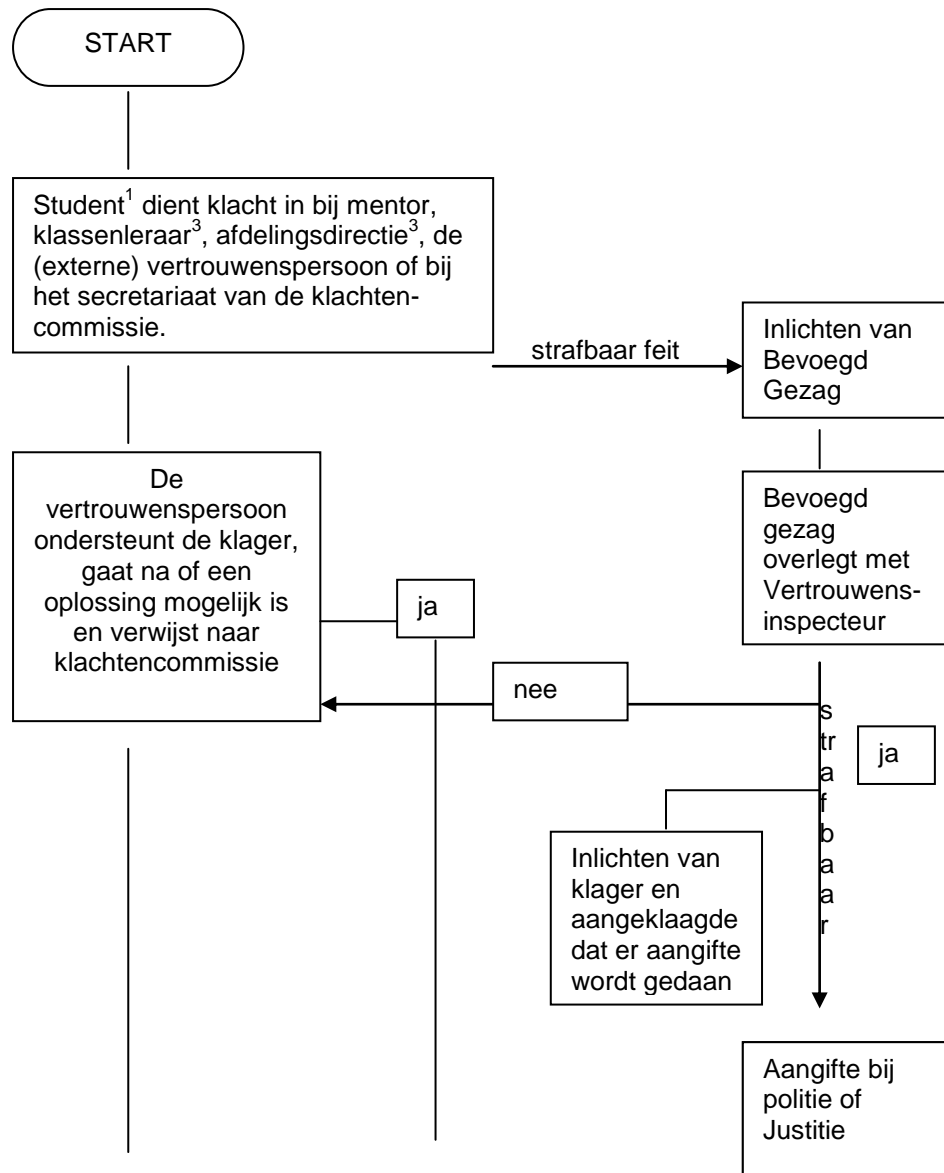 START
Student¹ dient klacht in bij mentor,
klassenleraar³, afdelingsdirectie³, de
(externe) vertrouwenspersoon of bij
het secretariaat van de klachten-
commissie.
strafbaar feit
Inlichten van
Bevoegd
Gezag
De
vertrouwenspersoon
ondersteunt de klager,
gaat na of een
oplossing mogelijk is
en verwijst naar
klachtencommissie
ja
Bevoegd
gezag
overlegt met
Vertrouwens-
inspecteur
nee
s
tr
a
f
b
a
a
r
ja
Inlichten van
klager en
aangeklaagde
dat er aangifte
wordt gedaan
Aangifte bij
politie of
Justitie